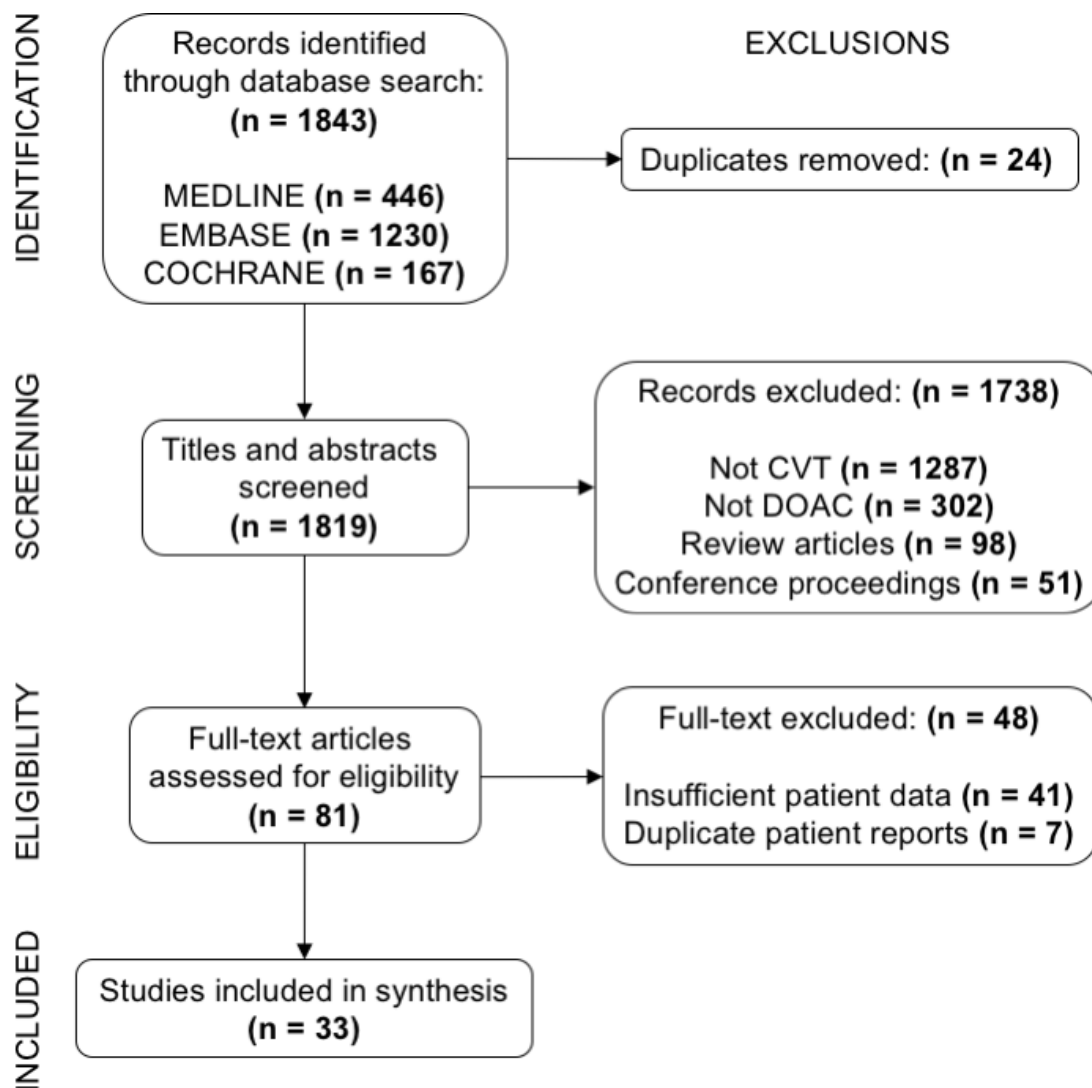 IDENTIFICATION
Records identified
through database search:
(n = 1843)
MEDLINE (n = 446)
EMBASE (n = 1230)
COCHRANE (n = 167)
EXCLUSIONS
Duplicates removed: (n = 24)
SCREENING
Titles and abstracts
screened
(n = 1819)
Records excluded: (n = 1738)
Not CVT (n = 1287)
Not DOAC (n = 302)
Review articles (n = 98)
Conference proceedings (n = 51)
ELIGIBILITY
Full-text articles
assessed for eligibility
(n = 81)
Full-text excluded: (n = 48)
Insufficient patient data (n = 41)
Duplicate patient reports (n = 7)
INCLUDED
Studies included in synthesis
(n = 33)